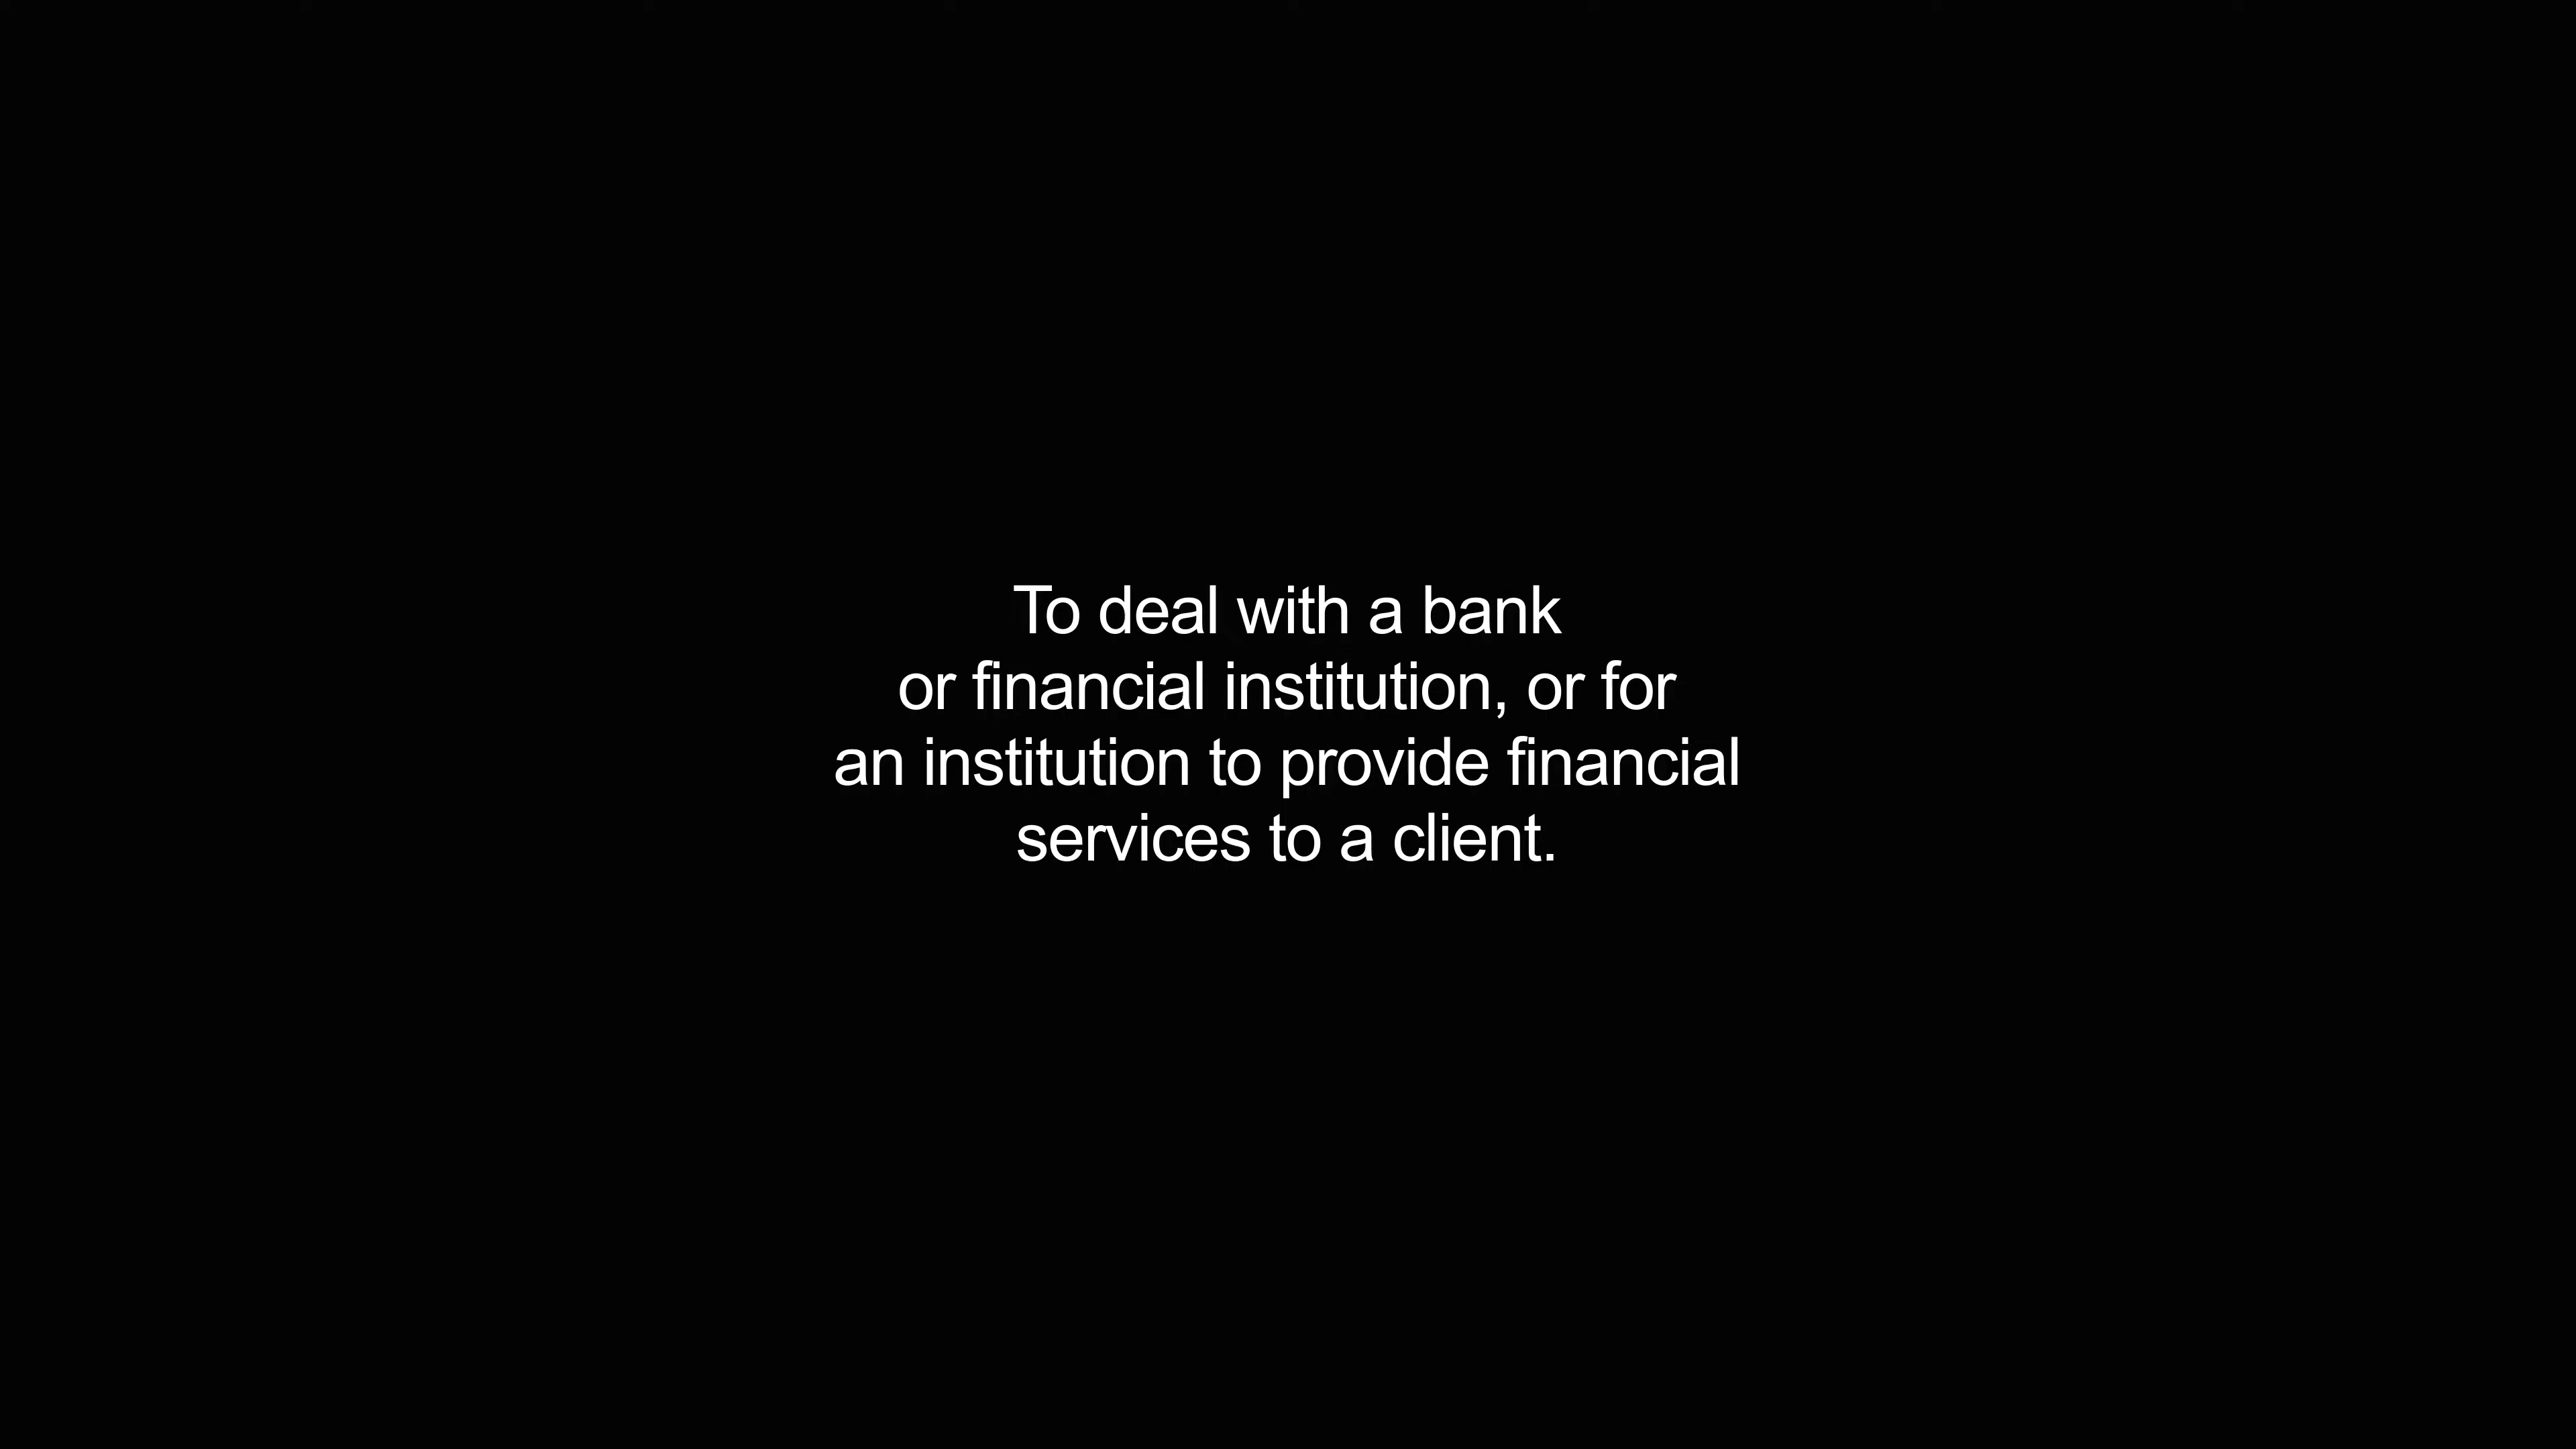 To deal with a bank
or financial institution, or for
an institution to provide financial
services to a client.